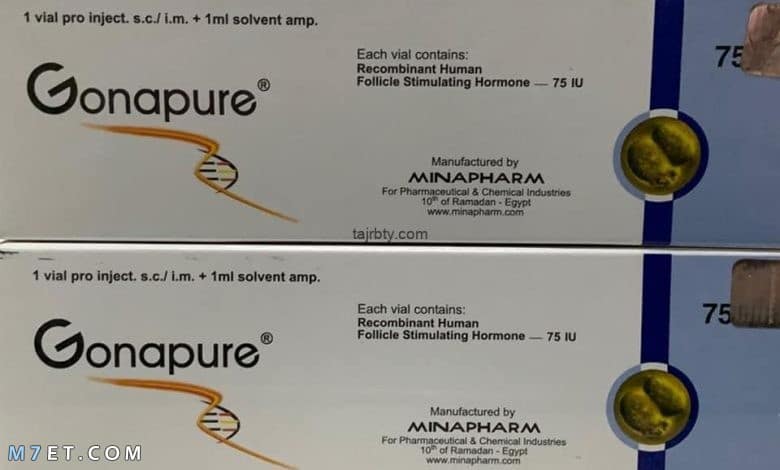 1 vial pro inject. s.c./ i.m. + 1ml solvent amp.
Gonapure®
Each vial contains:
Recombinant Human
Follicle Stimulating Hormone — 75 IU
Manufactured by
MINAPHARM
For Pharmaceutical & Chemical Industries
10th of Ramadan - Egypt
www.minapharm.com
75
tajrbty.com
1 vial pro inject. s.c./ i.m. + 1ml solvent amp.
Gonapure®
Each vial contains:
Recombinant Human
Follicle Stimulating Hormone — 75 IU
Manufactured by
MINAPHARM
For Pharmaceutical & Chemical Industries
10th of Ramadan - Egypt
www.minapharm.com
75
M7ET.COM